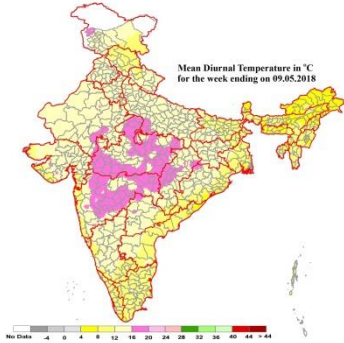 Mean Diurnal Temperature in °C
for the week ending on 09.05.2018
No Data -4 0 4 8 12 16 20 24 28 32 36 40 44 > 44